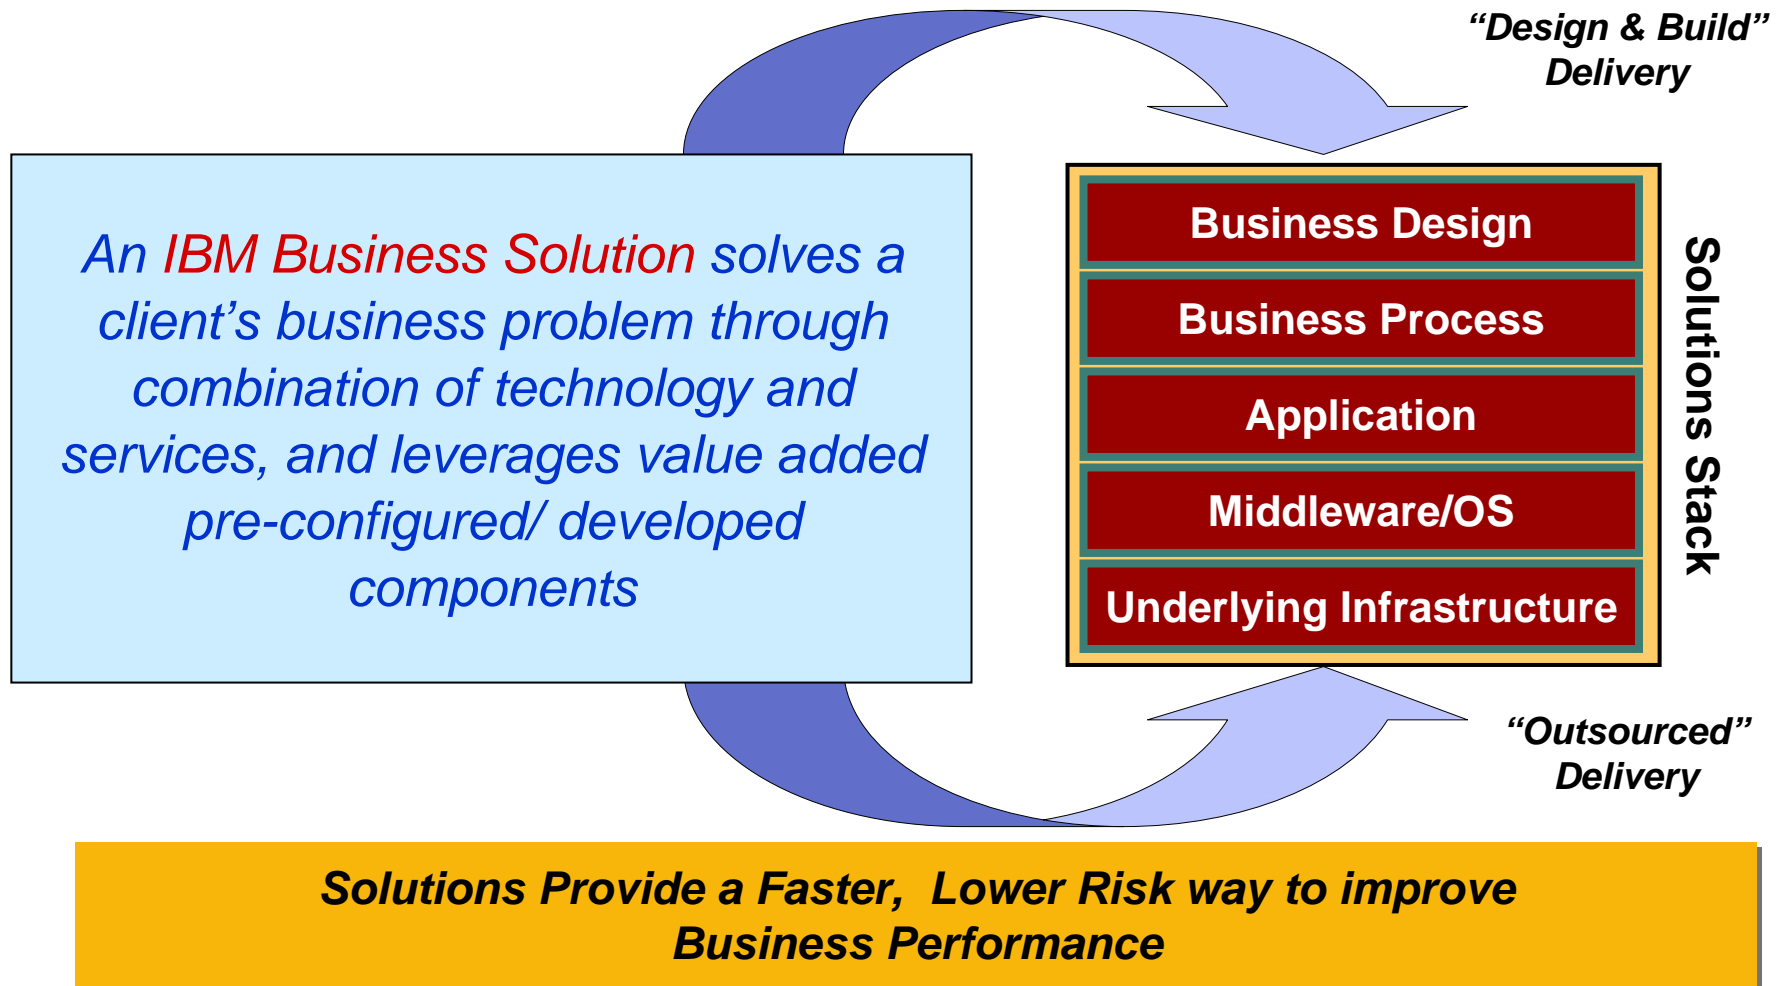 “Design & Build”
Delivery
An IBM Business Solution solves a
client’s business problem through
combination of technology and
services, and leverages value added
pre-configured/ developed
components
Business Design
Business Process
Application
Middleware/OS
Underlying Infrastructure
Solutions Stack
“Outsourced”
Delivery
Solutions Provide a Faster,  Lower Risk way to improve
Business Performance